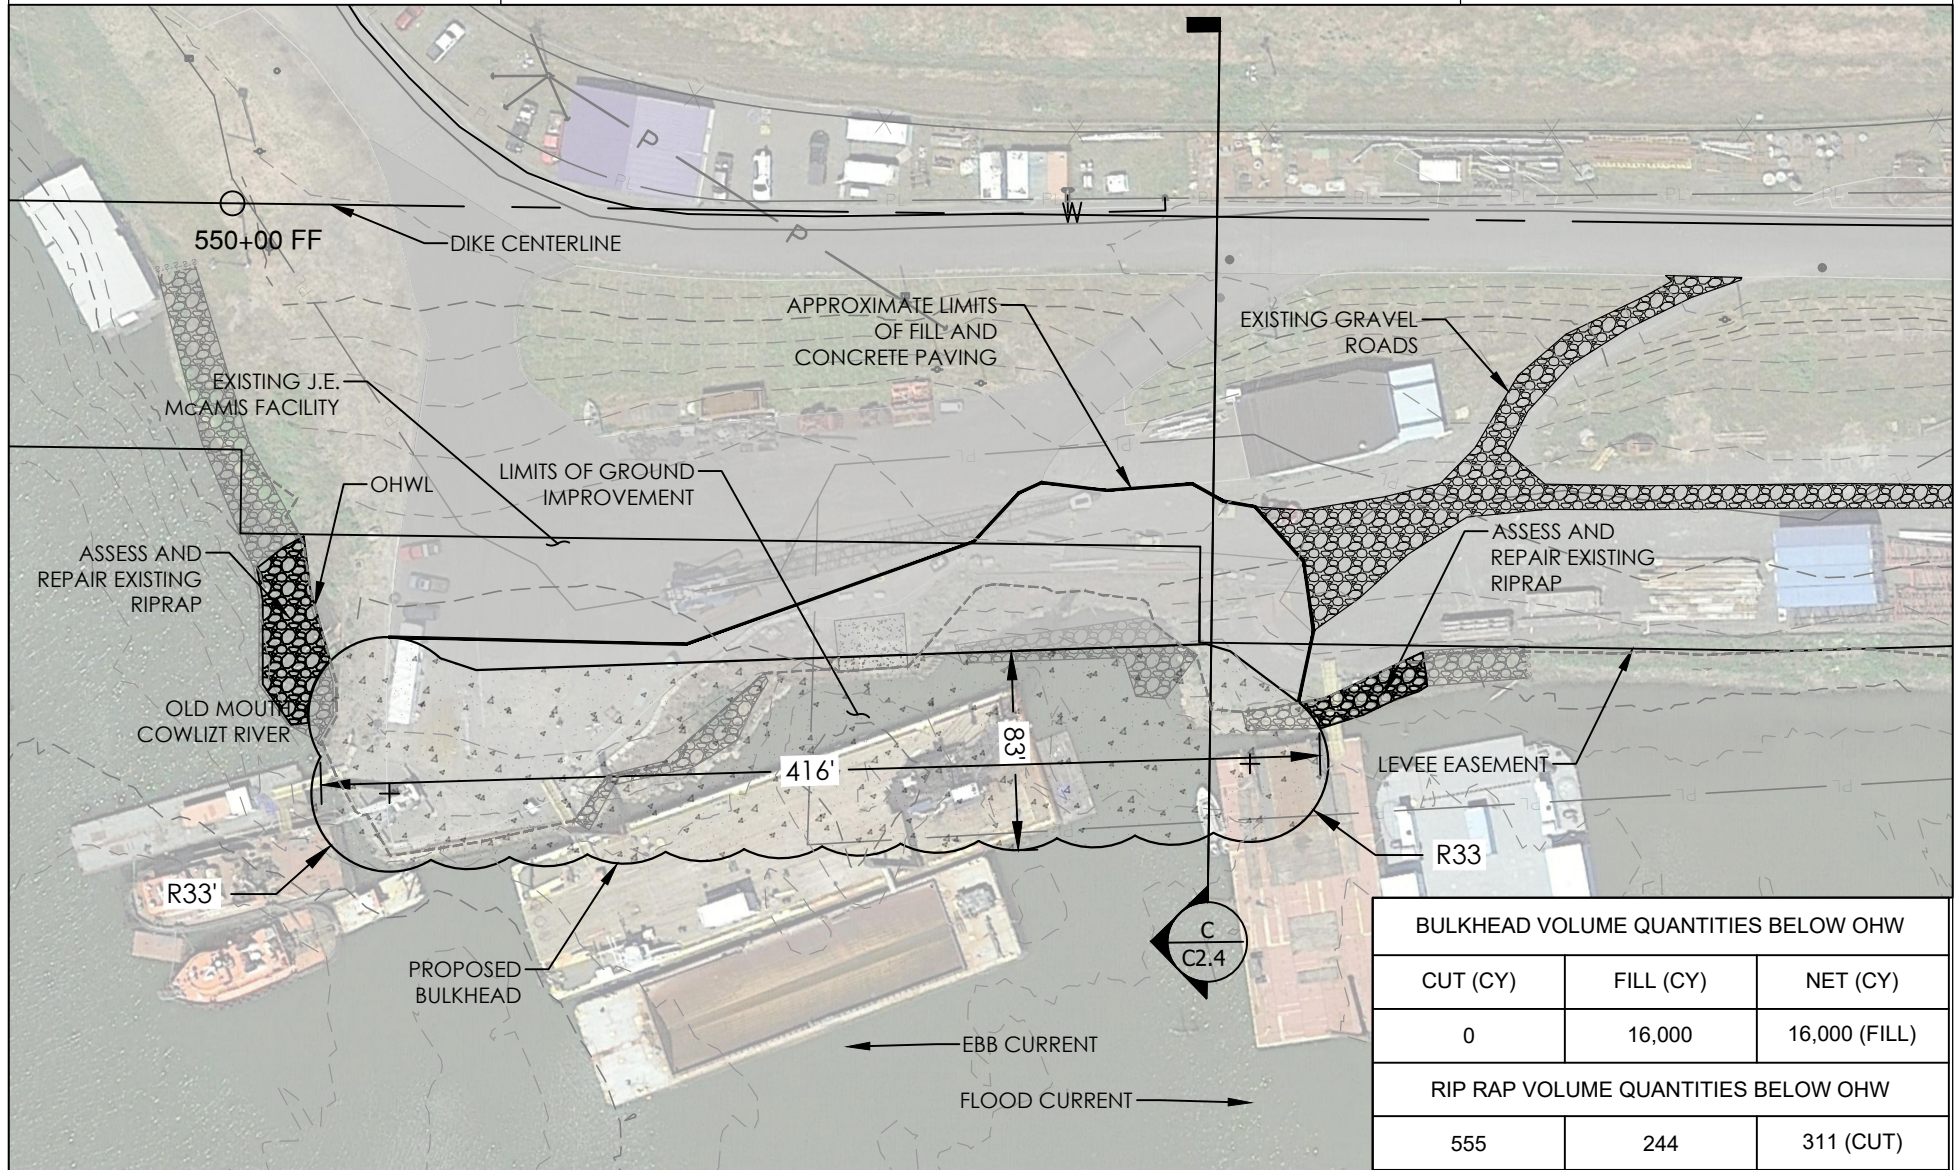 P
W
550+00 FF
DIKE CENTERLINE
P
APPROXIMATE LIMITS
OF FILL AND
CONCRETE PAVING
EXISTING GRAVEL
ROADS
EXISTING J.E.
McAMIS FACILITY
OHWL
LIMITS OF GROUND
IMPROVEMENT
ASSESS AND
REPAIR EXISTING
RIPRAP
ASSESS AND
REPAIR EXISTING
RIPRAP
OLD MOUTH
COWLIZT RIVER
83'
416'
LEVEE EASEMENT
R33'
R33
PROPOSED
BULKHEAD
C
C2.4
EBB CURRENT
FLOOD CURRENT
BULKHEAD VOLUME QUANTITIES BELOW OHW
CUT (CY) FILL (CY) NET (CY)
0 16,000 16,000 (FILL)
RIP RAP VOLUME QUANTITIES BELOW OHW
555 244 311 (CUT)